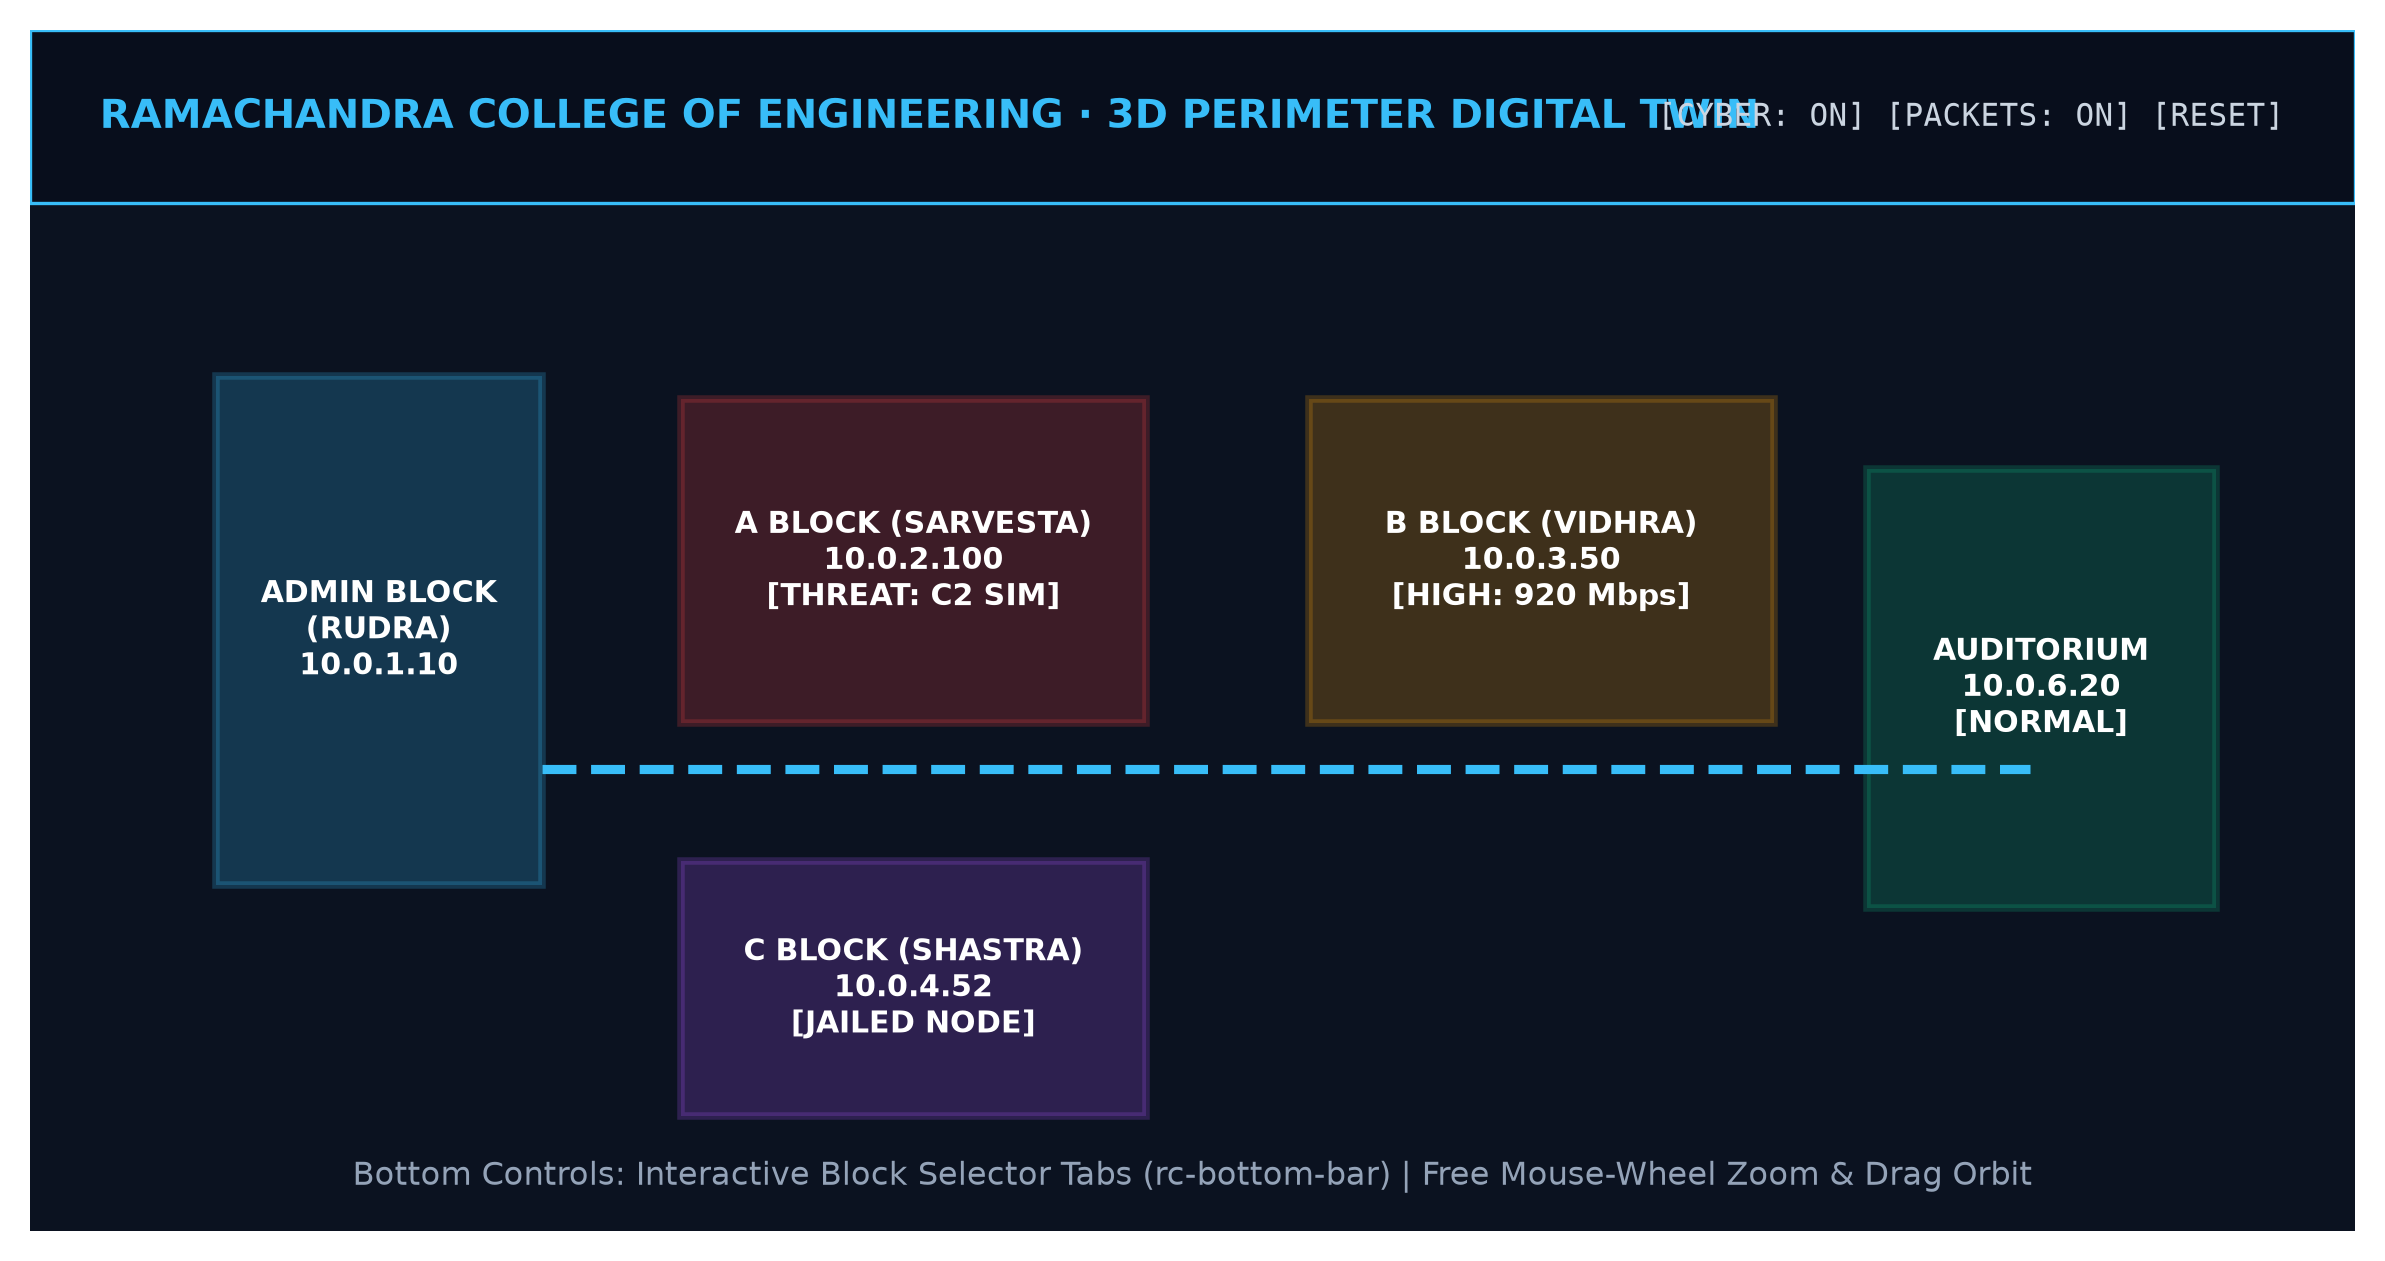 RAMACHANDRA COLLEGE OF ENGINEERING · 3D PERIMETER DIGITAL TWIN
[CYBER: ON] [PACKETS: ON] [RESET]
ADMIN BLOCK
(RUDRA)
10.0.1.10
A BLOCK (SARVESTA)
10.0.2.100
[THREAT: C2 SIM]
B BLOCK (VIDHRA)
10.0.3.50
[HIGH: 920 Mbps]
AUDITORIUM
10.0.6.20
[NORMAL]
C BLOCK (SHASTRA)
10.0.4.52
[JAILED NODE]
Bottom Controls: Interactive Block Selector Tabs (rc-bottom-bar) | Free Mouse-Wheel Zoom & Drag Orbit